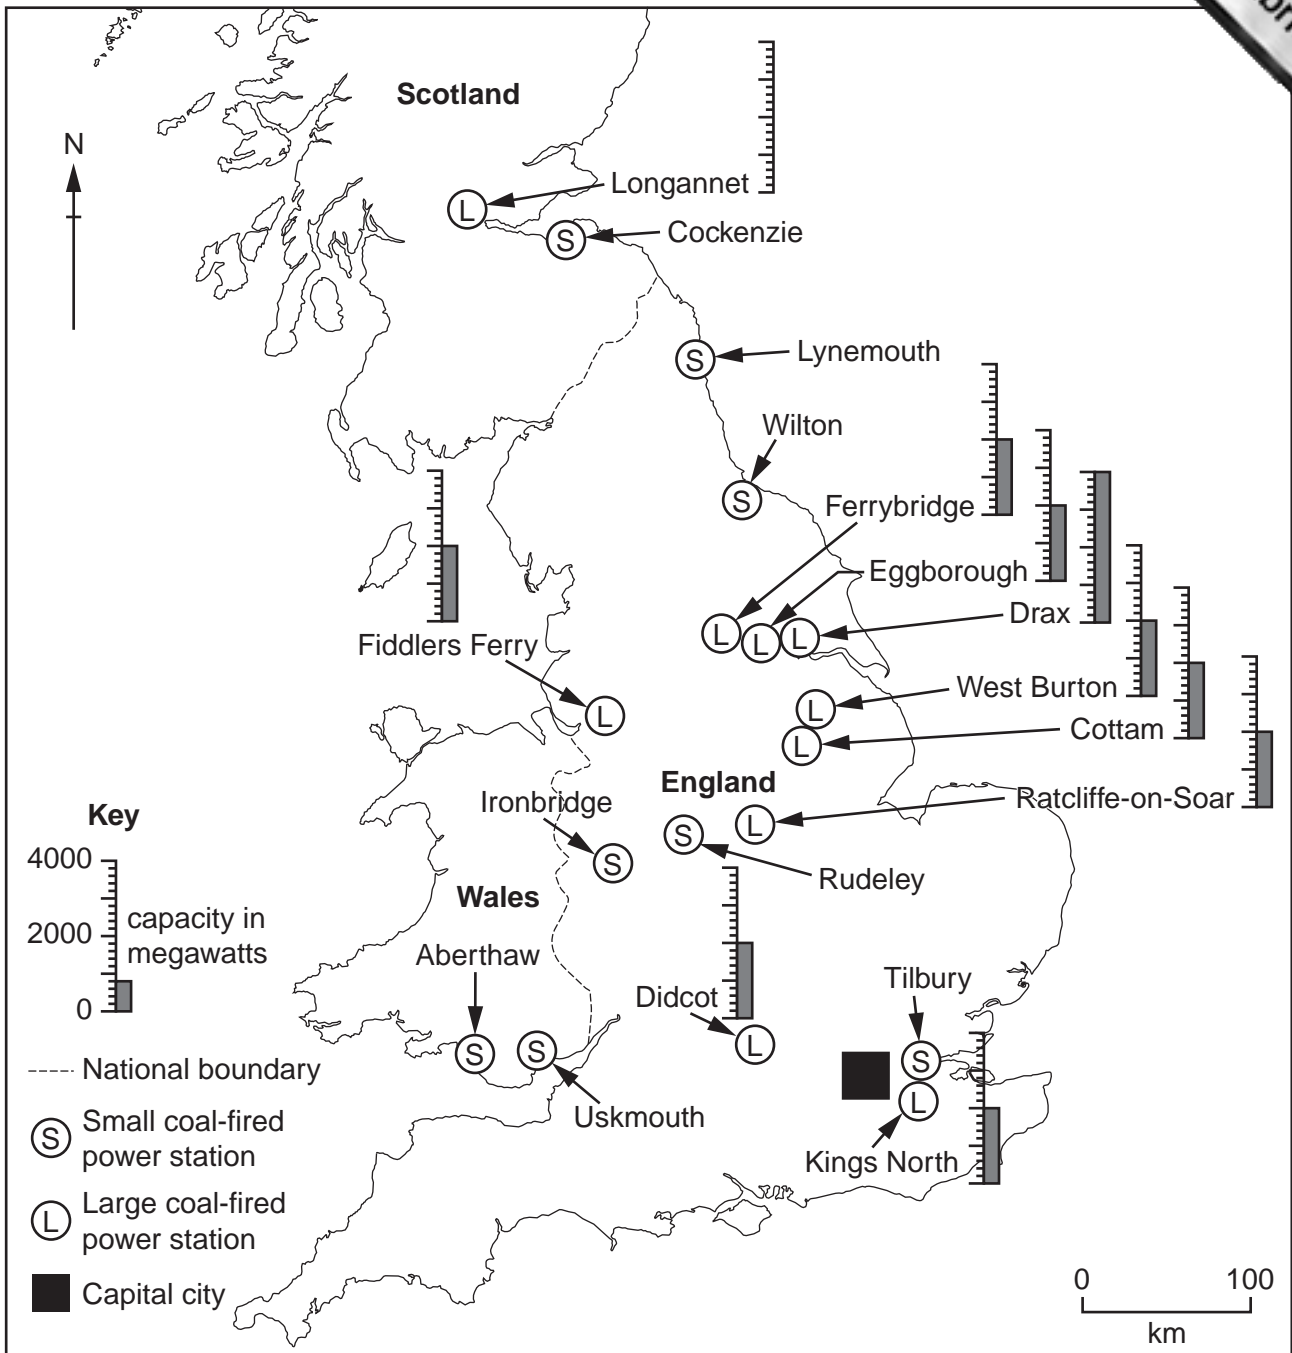 Scotland
N
Longannet
L
S
Cockenzie
S
Lynemouth
Wilton
S
Ferrybridge
Eggborough
Drax
L
L
L
Fiddlers Ferry
L
West Burton
L
Cottam
L
England
Ratcliffe-on-Soar
L
Ironbridge
S
S
Rudeley
Wales
Aberthaw
S
S
Uskmouth
Didcot
L
Tilbury
S
L
Kings North
Key
4000
2000
0
capacity in
megawatts
National boundary
S
Small coal-fired
power station
L
Large coal-fired
power station
Capital city
0
100
km